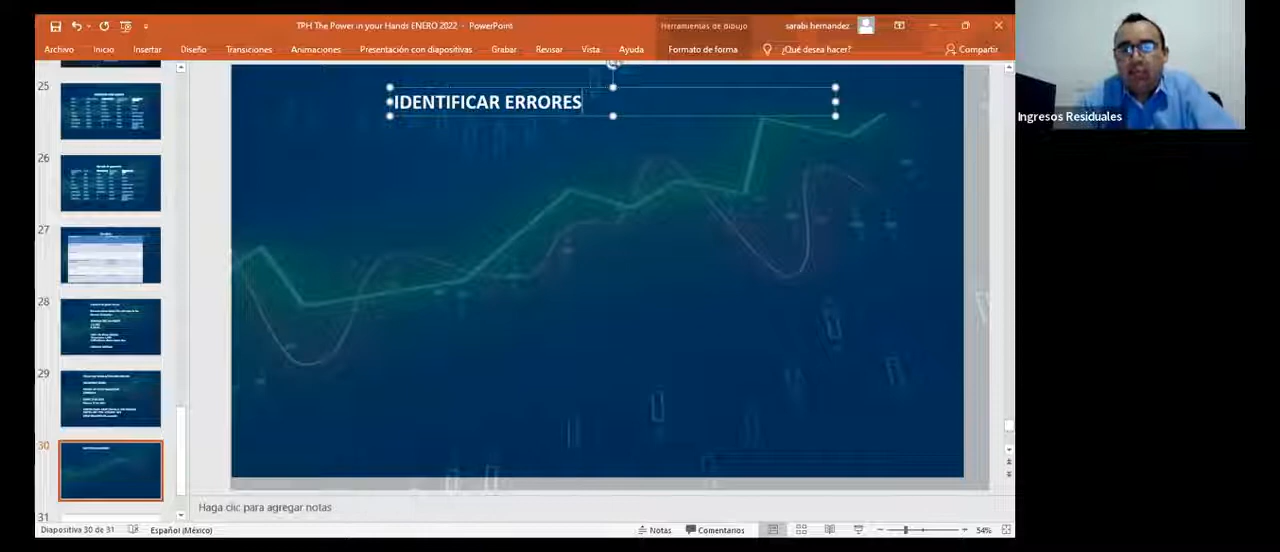 TPH The Power in your Hands ENERO 2022 - PowerPoint
Herramientas de dibujo
sarabi hernandez
Archivo Inicio Insertar Diseño Transiciones Animaciones Presentación con diapositivas Grabar Revisar Vista Ayuda Formato de forma ¿Qué desea hacer? Compartir
25
26
27
28
29
30
31
IDENTIFICAR ERRORES
Ingresos Residuales
Haga clic para agregar notas
Diapositiva 30 de 31 Español (México) Notas Comentarios 54%